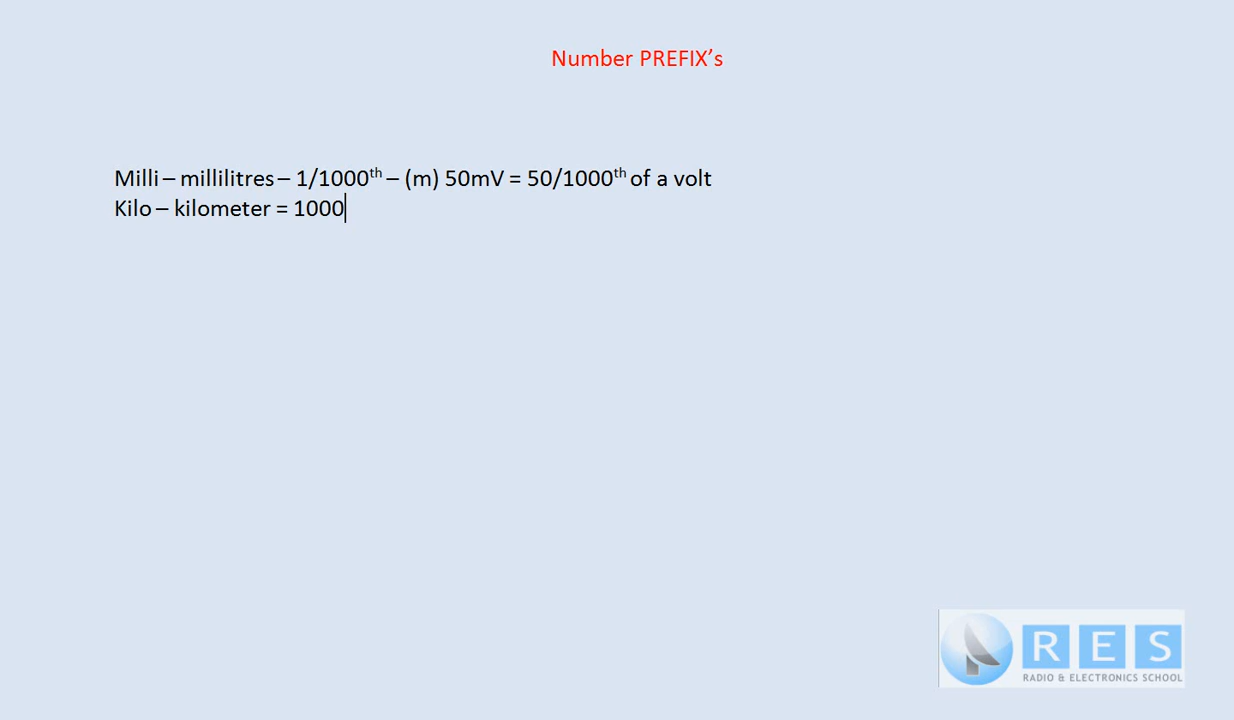 Number PREFIX’s
Milli – millilitres – 1/1000th – (m) 50mV = 50/1000th of a volt
Kilo – kilometer = 1000
RES
RADIO & ELECTRONICS SCHOOL